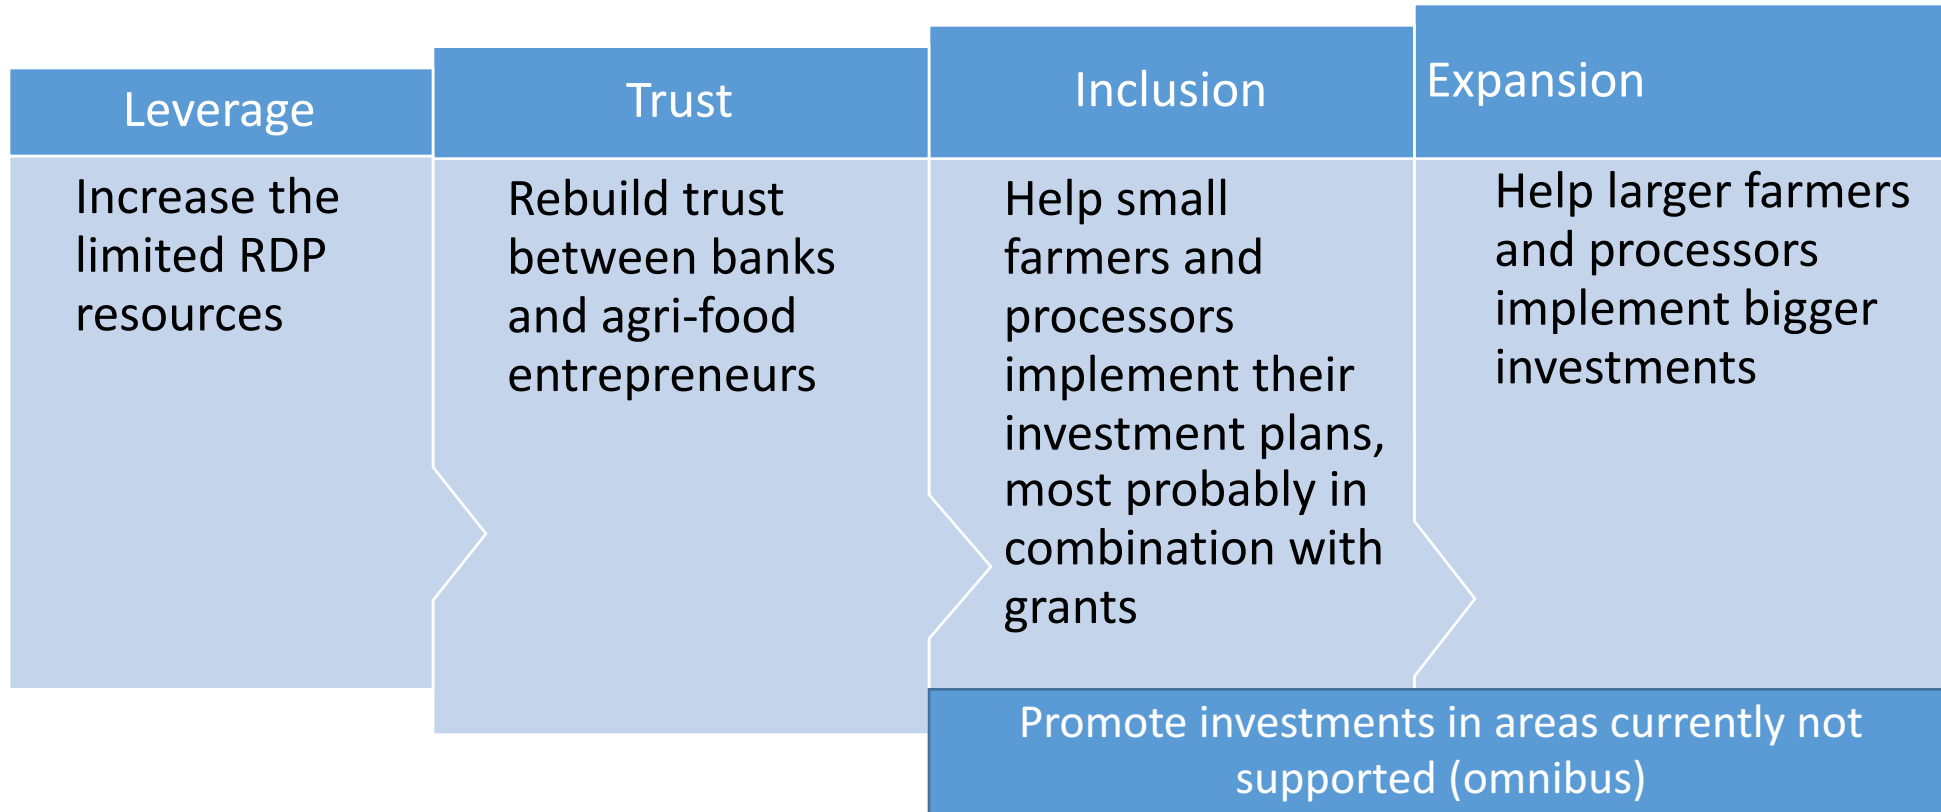 Leverage
Increase the
limited RDP
resources
Trust
Rebuild trust
between banks
and agri-food
entrepreneurs
Inclusion
Help small
farmers and
processors
implement their
investment plans,
most probably in
combination with
grants
Expansion
Help larger farmers
and processors
implement bigger
investments
Promote investments in areas currently not
supported (omnibus)